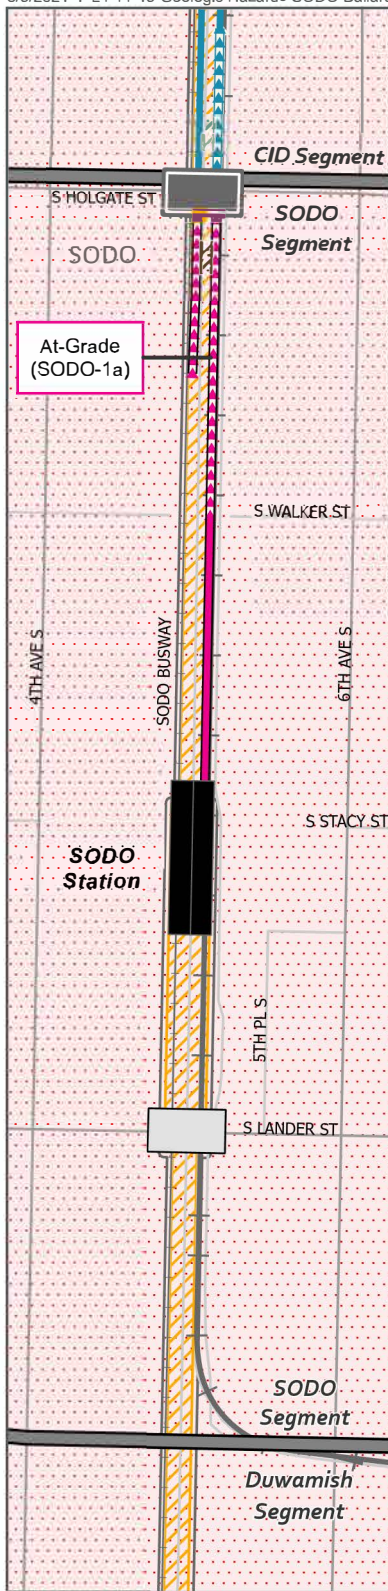 CID Segment
S HOLGATE ST
SODO
Segment
SODO
At-Grade
(SODO-1a)
S WALKER ST
4TH AVE S
SODO BUSWAY
6TH AVE S
S STACY ST
SODO
Station
5TH PL S
S LANDER ST
SODO
Segment
Duwamish
Segment